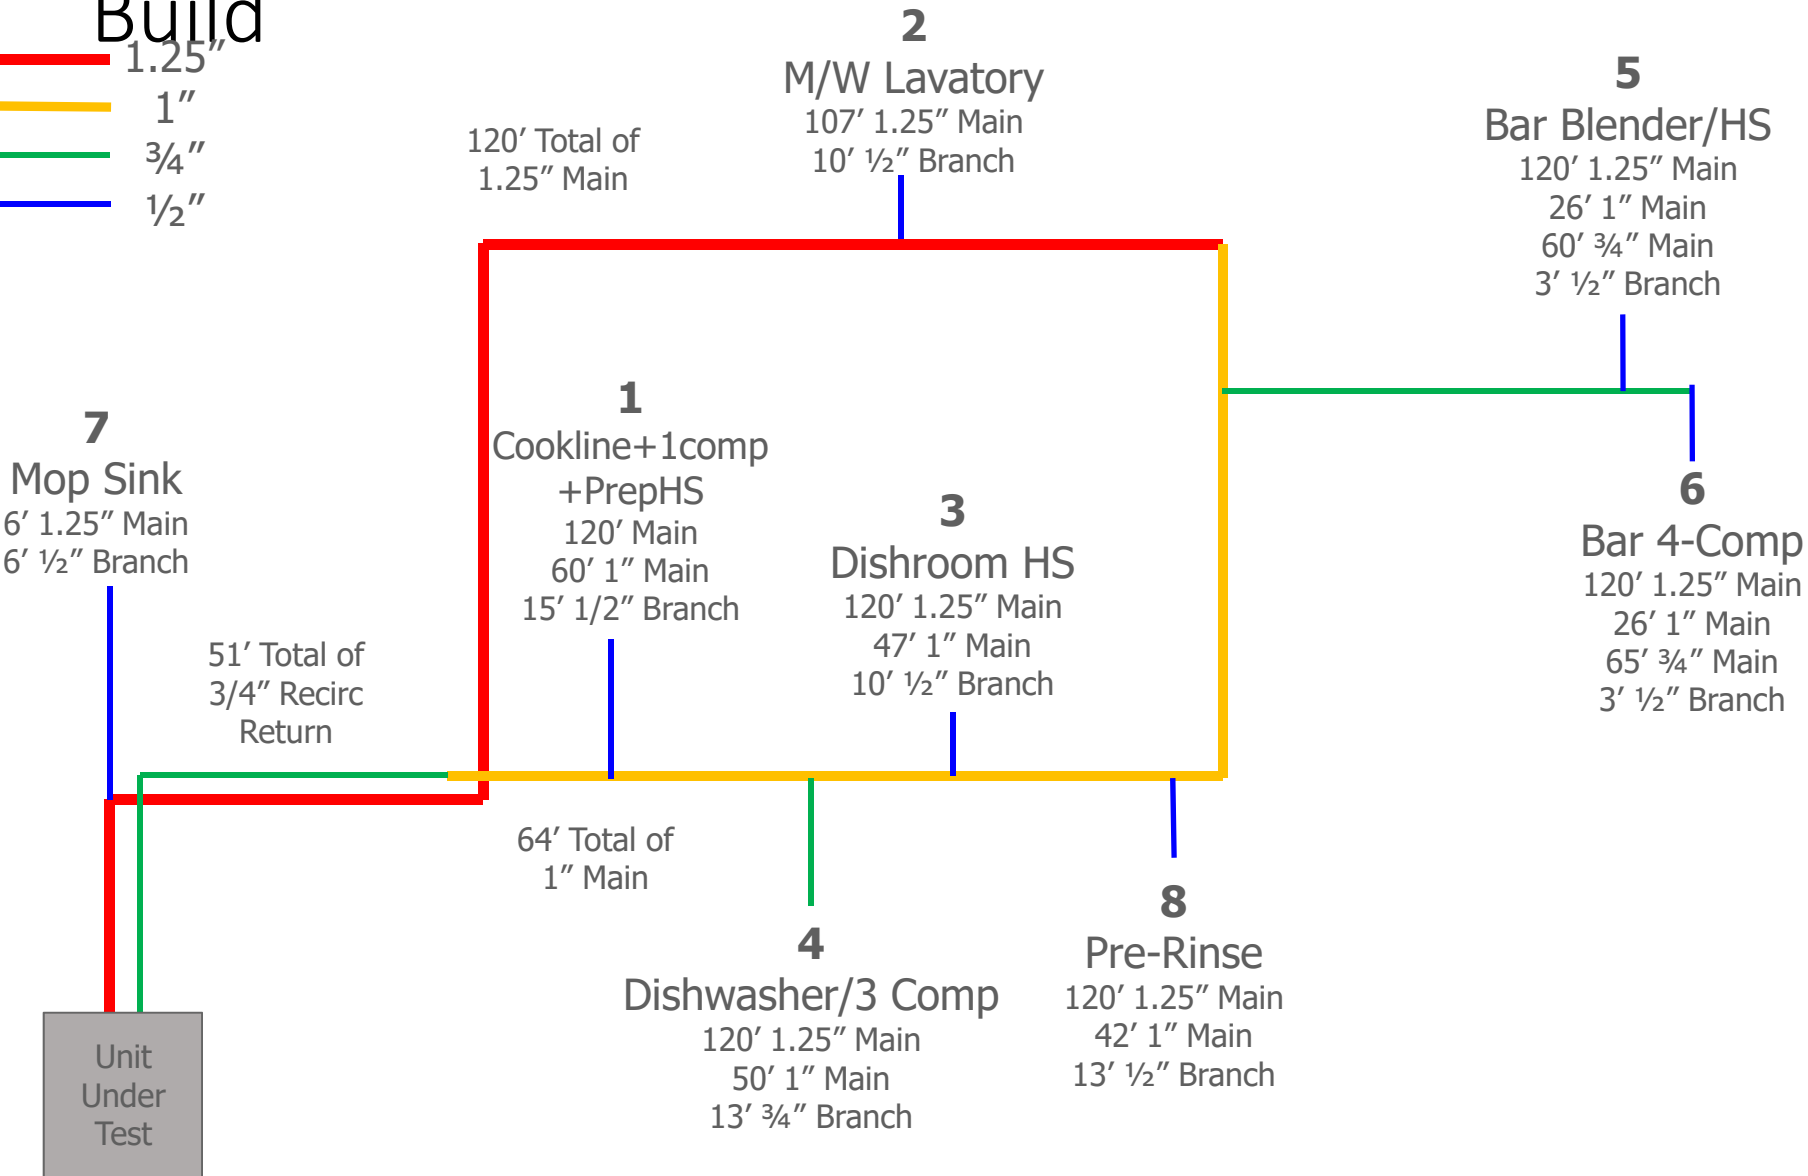 Build
1.25”
1”
¾”
½”
120’ Total of
1.25” Main
2
M/W Lavatory
107’ 1.25” Main
10’ ½” Branch
5
Bar Blender/HS
120’ 1.25” Main
26’ 1” Main
60’ ¾” Main
3’ ½” Branch
7
Mop Sink
6’ 1.25” Main
6’ ½” Branch
1
Cookline+1comp
+PrepHS
120’ Main
60’ 1” Main
15’ 1/2” Branch
3
Dishroom HS
120’ 1.25” Main
47’ 1” Main
10’ ½” Branch
6
Bar 4-Comp
120’ 1.25” Main
26’ 1” Main
65’ ¾” Main
3’ ½” Branch
51’ Total of
3/4” Recirc
Return
64’ Total of
1” Main
4
Dishwasher/3 Comp
120’ 1.25” Main
50’ 1” Main
13’ ¾” Branch
8
Pre-Rinse
120’ 1.25” Main
42’ 1” Main
13’ ½” Branch
Unit
Under
Test